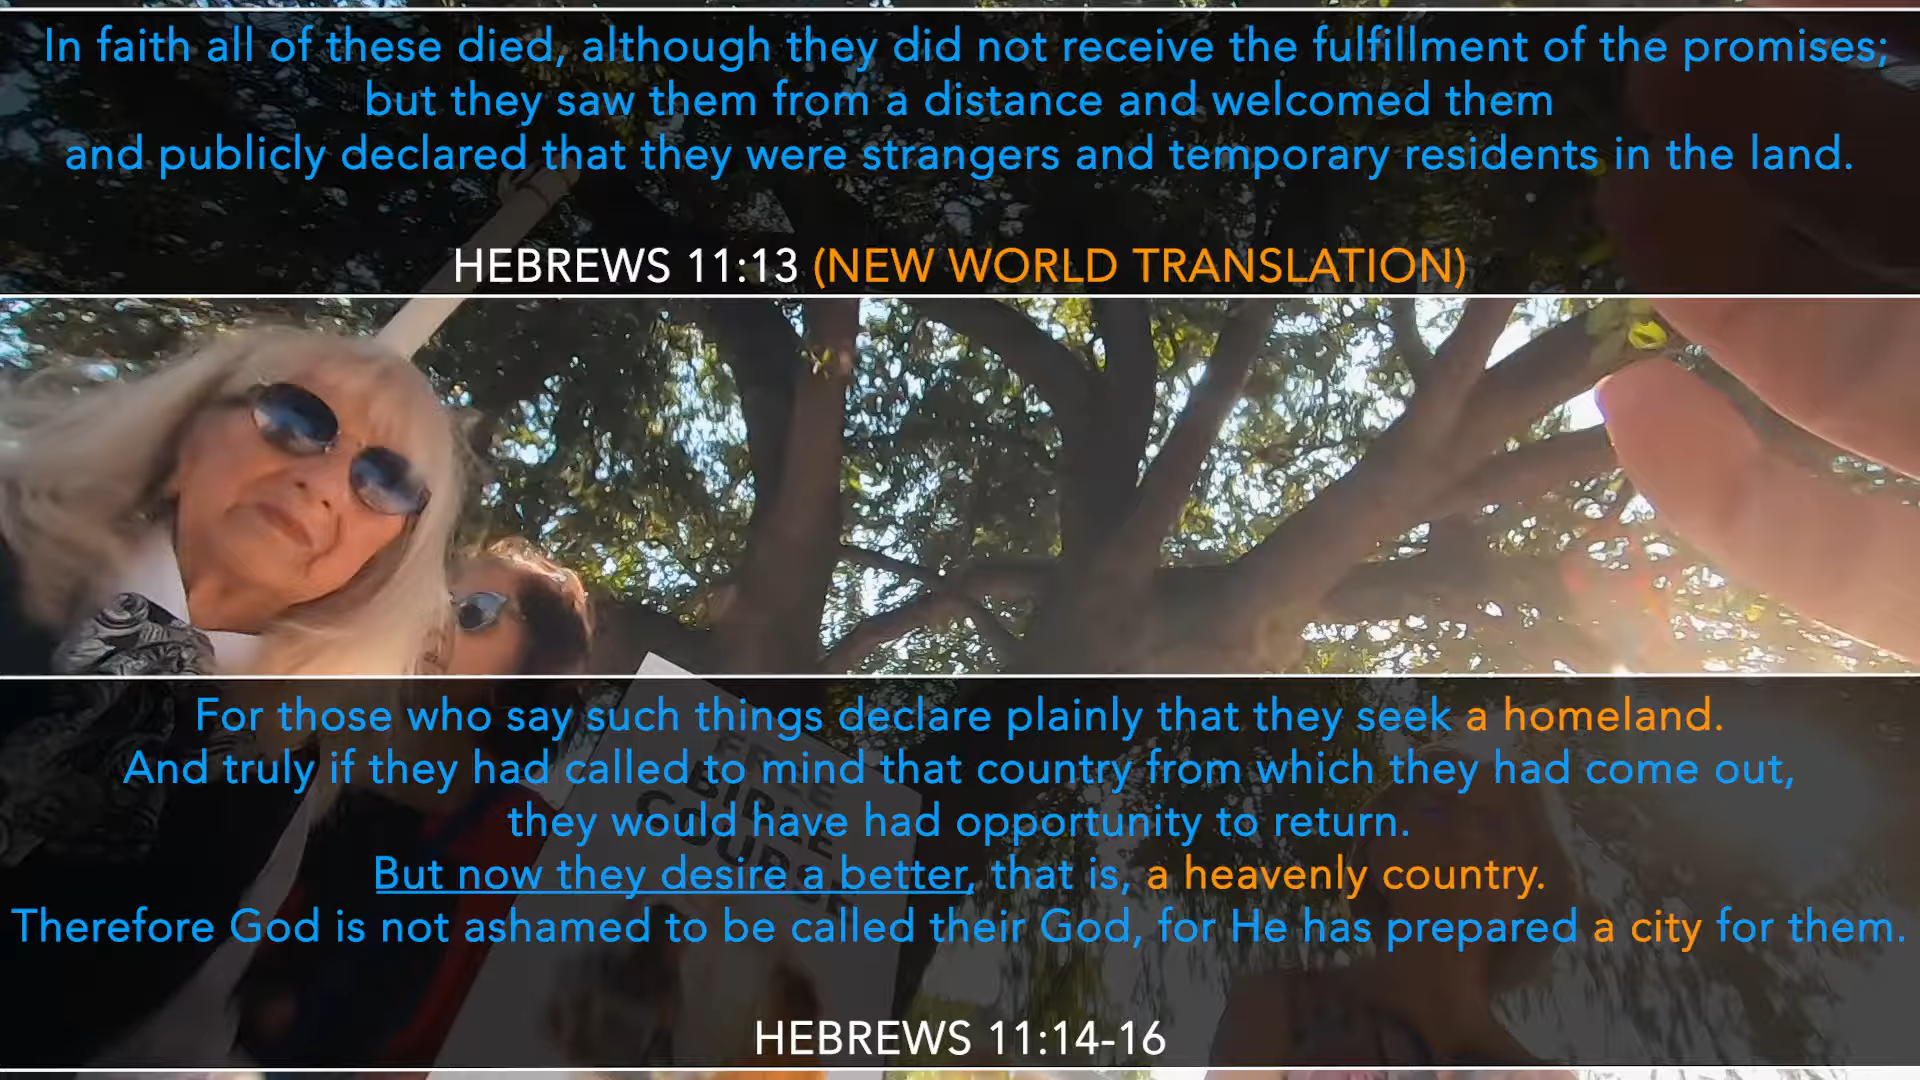 In faith all of these died, although they did not receive the fulfillment of the promises;
but they saw them from a distance and welcomed them
and publicly declared that they were strangers and temporary residents in the land.
HEBREWS 11:13 (NEW WORLD TRANSLATION)
For those who say such things declare plainly that they seek a homeland.
And truly if they had called to mind that country from which they had come out,
they would have had opportunity to return.
But now they desire a better, that is, a heavenly country.
Therefore God is not ashamed to be called their God, for He has prepared a city for them.
HEBREWS 11:14-16
FREE
BIBLE
COURSE